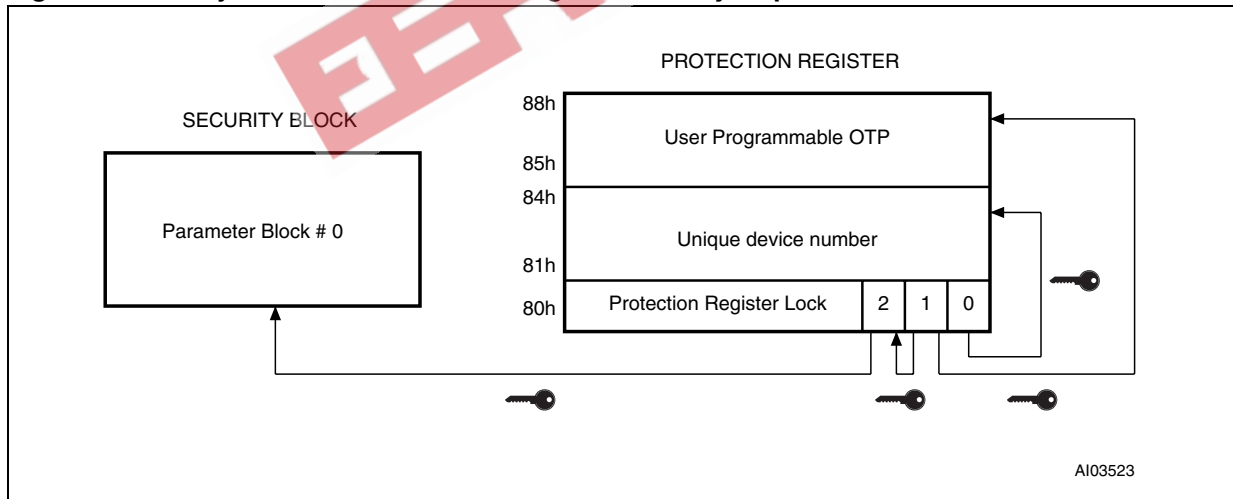 PROTECTION REGISTER
SECURITY BLOCK
88h
User Programmable OTP
85h
84h
Parameter Block # 0
Unique device number
81h
80h
Protection Register Lock
2
1
0
AI03523